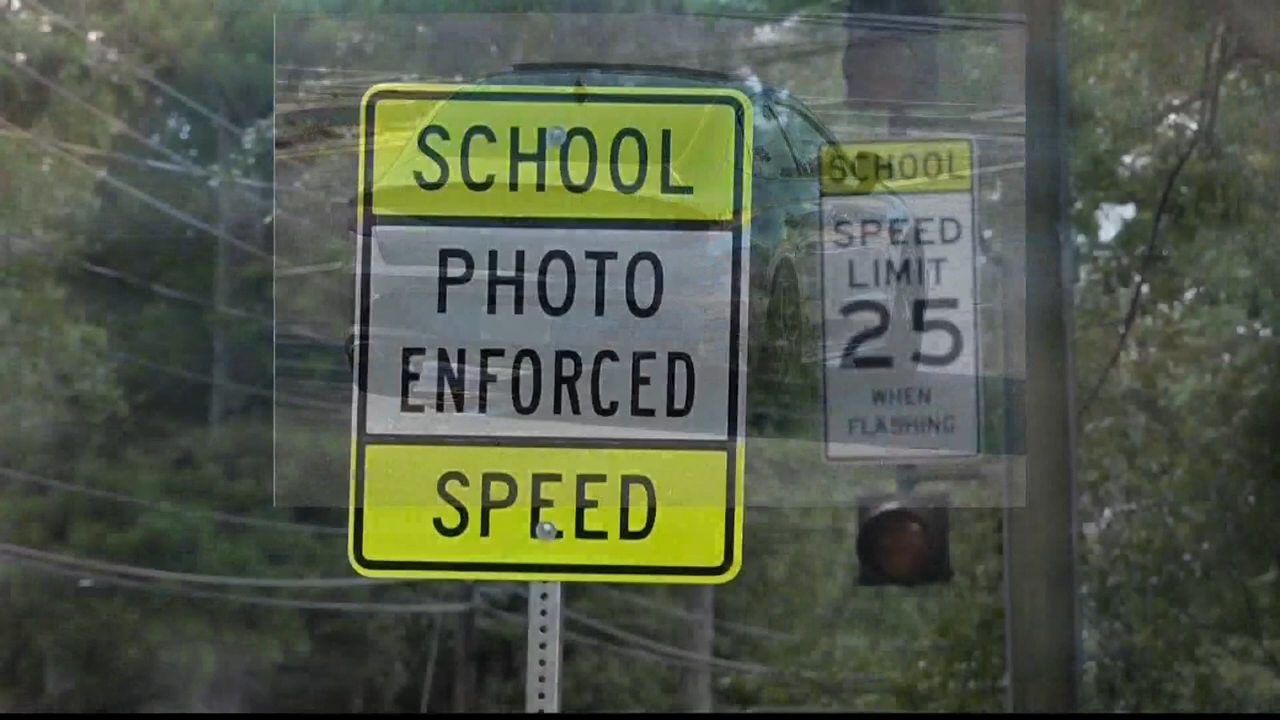 SCHOOL
PHOTO
ENFORCED
SPEED
SCHOOL
SPEED
LIMIT
25
WHEN
FLASHING